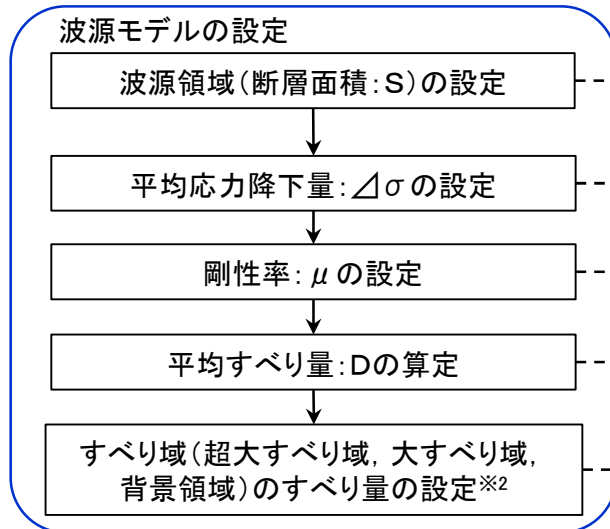 波源モデルの設定
波源領域(断層面積:S)の設定
平均応力降下量:⊿σの設定
剛性率:μの設定
平均すべり量:Dの算定
すべり域(超大すべり域, 大すべり域,
背景領域)のすべり量の設定※2